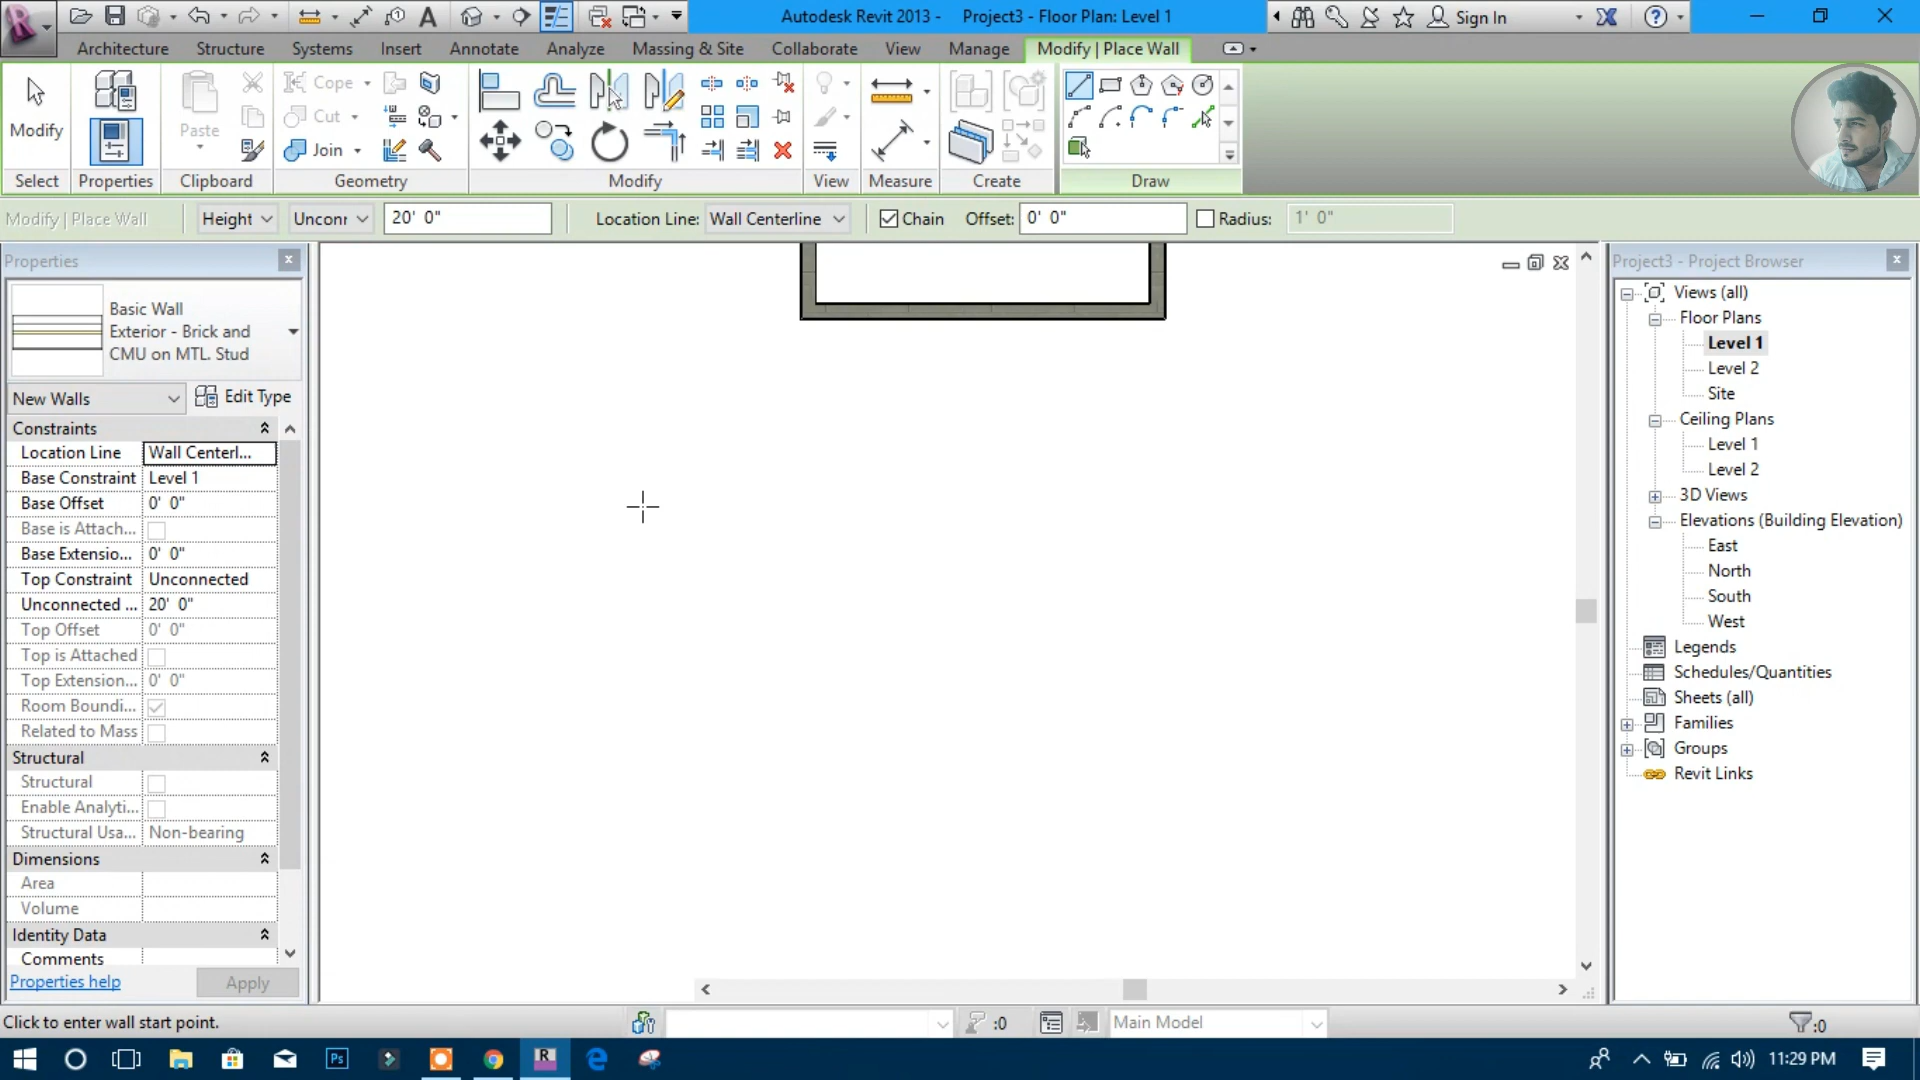 Autodesk Revit 2013 - Project3 - Floor Plan: Level 1
Sign In
Architecture Structure Systems Insert Annotate Analyze Massing & Site Collaborate View Manage Modify | Place Wall
Modify
Paste
Cope
Cut
Join
Select Properties Clipboard Geometry Modify View Measure Create Draw
Modify | Place Wall Height Unconr 20' 0" Location Line: Wall Centerline Chain Offset: 0' 0" Radius: 1' 0"
Properties
Basic Wall
Exterior - Brick and
CMU on MTL. Stud
New Walls Edit Type
Constraints
Location Line Wall Centerl...
Base Constraint Level 1
Base Offset 0' 0"
Base is Attach...
Base Extensio... 0' 0"
Top Constraint Unconnected
Unconnected ... 20' 0"
Top Offset 0' 0"
Top is Attached
Top Extension... 0' 0"
Room Boundi...
Related to Mass
Structural
Structural
Enable Analyti...
Structural Usa... Non-bearing
Dimensions
Area
Volume
Identity Data
Comments
Properties help Apply
Project3 - Project Browser
Views (all)
Floor Plans
Level 1
Level 2
Site
Ceiling Plans
Level 1
Level 2
3D Views
Elevations (Building Elevation)
East
North
South
West
Legends
Schedules/Quantities
Sheets (all)
Families
Groups
Revit Links
Click to enter wall start point. :0 Main Model :0
Ps R 11:29 PM